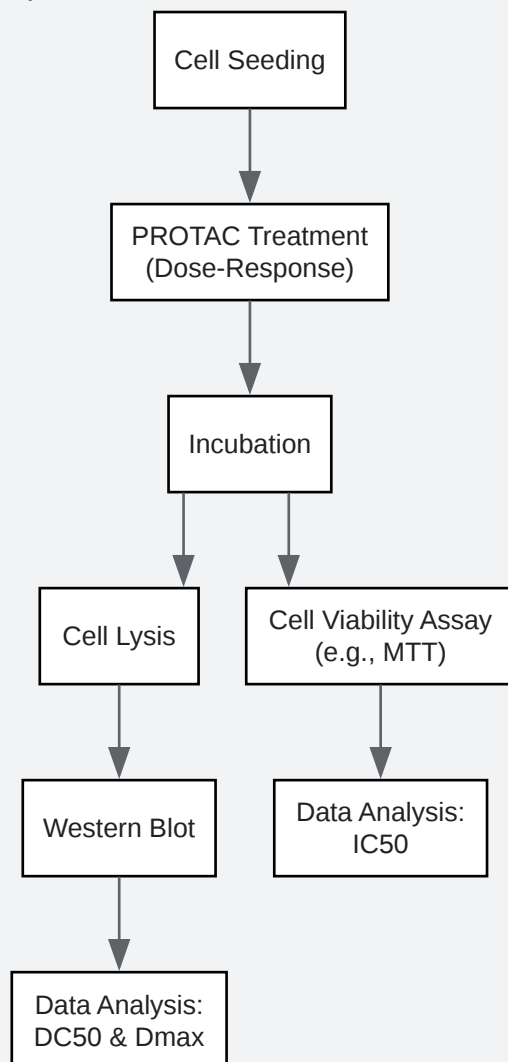 Cell Seeding
PROTAC Treatment
(Dose-Response)
Incubation
Cell Lysis
Cell Viability Assay
(e.g., MTT)
Western Blot
Data Analysis:
IC50
Data Analysis:
DC50 & Dmax